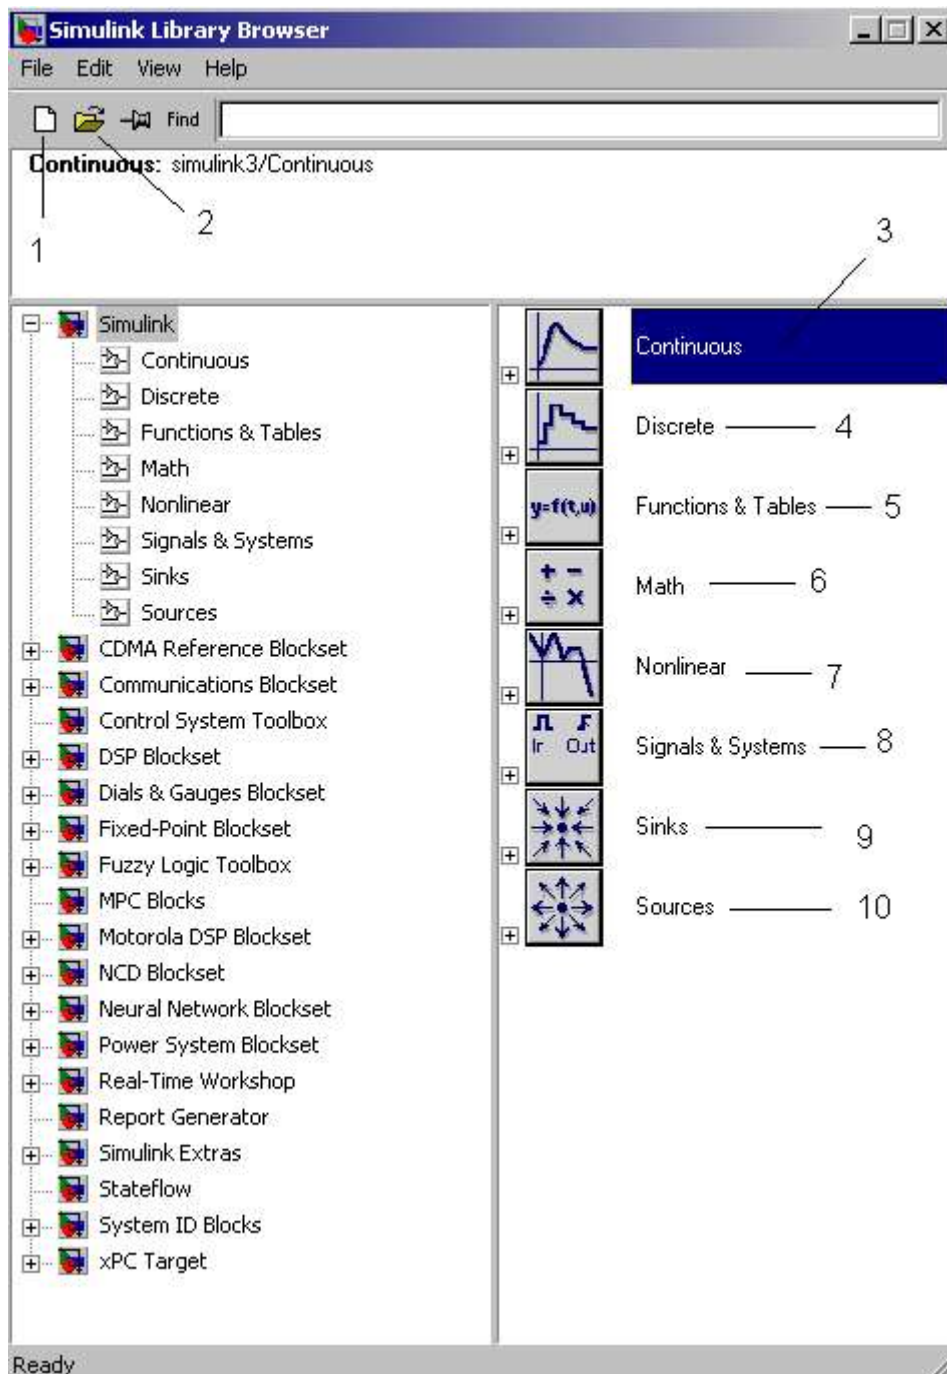 Simulink Library Browser
File Edit View Help
Find
Continuous: simulink3/Continuous
1
2
3
Simulink
Continuous
Discrete
Functions & Tables
Math
Nonlinear
Signals & Systems
Sinks
Sources
CDMA Reference Blockset
Communications Blockset
Control System Toolbox
DSP Blockset
Dials & Gauges Blockset
Fixed-Point Blockset
Fuzzy Logic Toolbox
MPC Blocks
Motorola DSP Blockset
NCD Blockset
Neural Network Blockset
Power System Blockset
Real-Time Workshop
Report Generator
Simulink Extras
Stateflow
System ID Blocks
xPC Target
Continuous
Discrete 4
y=f(t,u) Functions & Tables 5
+ − ÷ × Math 6
Nonlinear 7
In Out Signals & Systems 8
Sinks 9
Sources 10
Ready